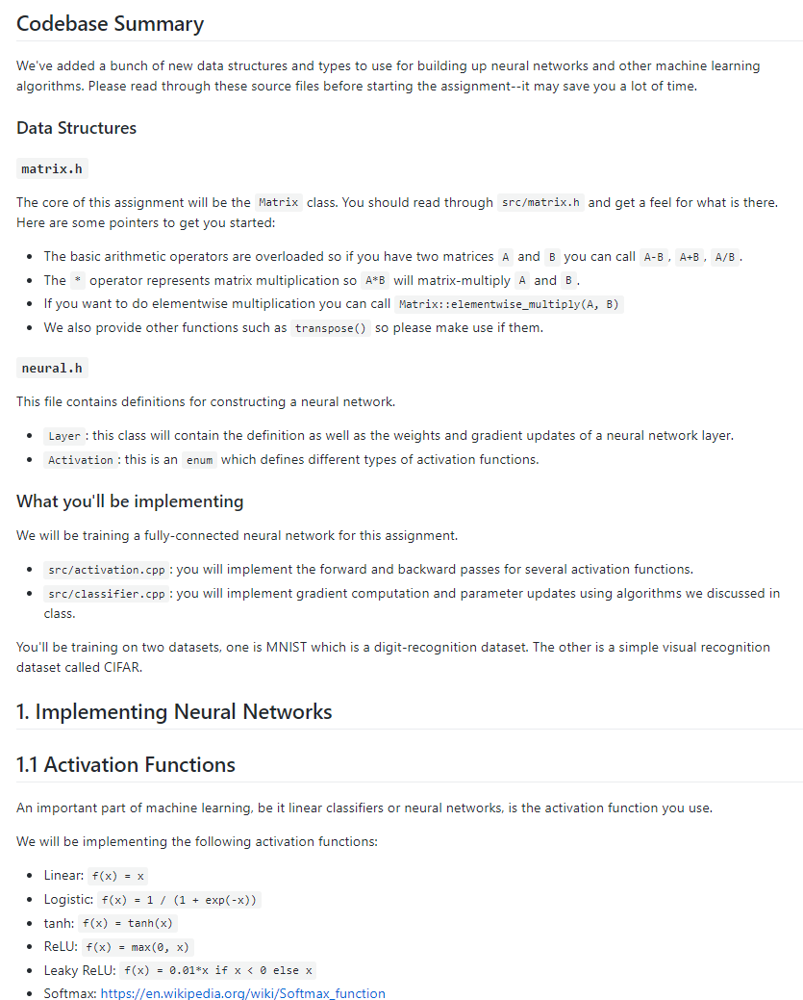 Codebase Summary
We've added a bunch of new data structures and types to use for building up neural networks and other machine learning
algorithms. Please read through these source files before starting the assignment--it may save you a lot of time.
Data Structures
matrix.h
The core of this assignment will be the Matrix class. You should read through src/matrix.h and get a feel for what is there.
Here are some pointers to get you started:
• The basic arithmetic operators are overloaded so if you have two matrices A and B you can call A-B , A+B , A/B .
• The * operator represents matrix multiplication so A*B will matrix-multiply A and B .
• If you want to do elementwise multiplication you can call Matrix::elementwise_multiply(A, B)
• We also provide other functions such as transpose() so please make use if them.
neural.h
This file contains definitions for constructing a neural network.
• Layer : this class will contain the definition as well as the weights and gradient updates of a neural network layer.
• Activation : this is an enum which defines different types of activation functions.
What you'll be implementing
We will be training a fully-connected neural network for this assignment.
• src/activation.cpp : you will implement the forward and backward passes for several activation functions.
• src/classifier.cpp : you will implement gradient computation and parameter updates using algorithms we discussed in
class.
You'll be training on two datasets, one is MNIST which is a digit-recognition dataset. The other is a simple visual recognition
dataset called CIFAR.
1. Implementing Neural Networks
1.1 Activation Functions
An important part of machine learning, be it linear classifiers or neural networks, is the activation function you use.
We will be implementing the following activation functions:
• Linear: f(x) = x
• Logistic: f(x) = 1 / (1 + exp(-x))
• tanh: f(x) = tanh(x)
• ReLU: f(x) = max(0, x)
• Leaky ReLU: f(x) = 0.01*x if x < 0 else x
• Softmax: https://en.wikipedia.org/wiki/Softmax_function